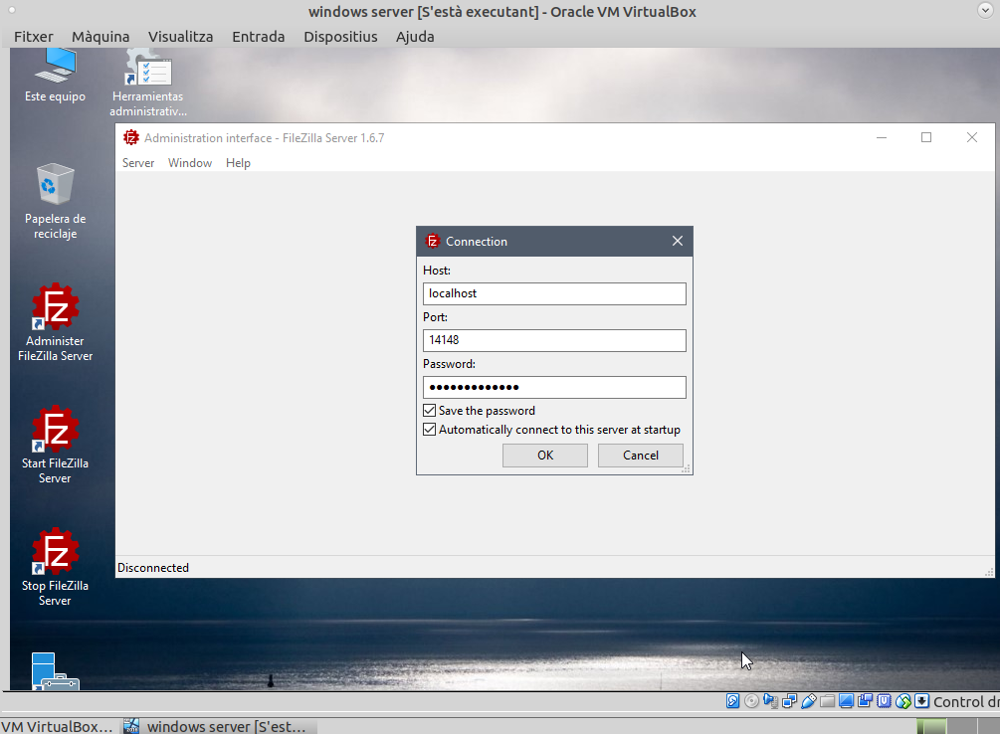 windows server [S'està executant] - Oracle VM VirtualBox
Fitxer Màquina Visualitza Entrada Dispositius Ajuda
Este equipo
Herramientas
administrativ...
Administration interface - FileZilla Server 1.6.7
Server Window Help
Papelera de
reciclaje
Connection
Host:
localhost
Port:
14148
Password:
Save the password
Automatically connect to this server at startup
OK Cancel
Administer
FileZilla Server
Start FileZilla
Server
Disconnected
Stop FileZilla
Server
Control dr
VM VirtualBox... windows server [S'est...